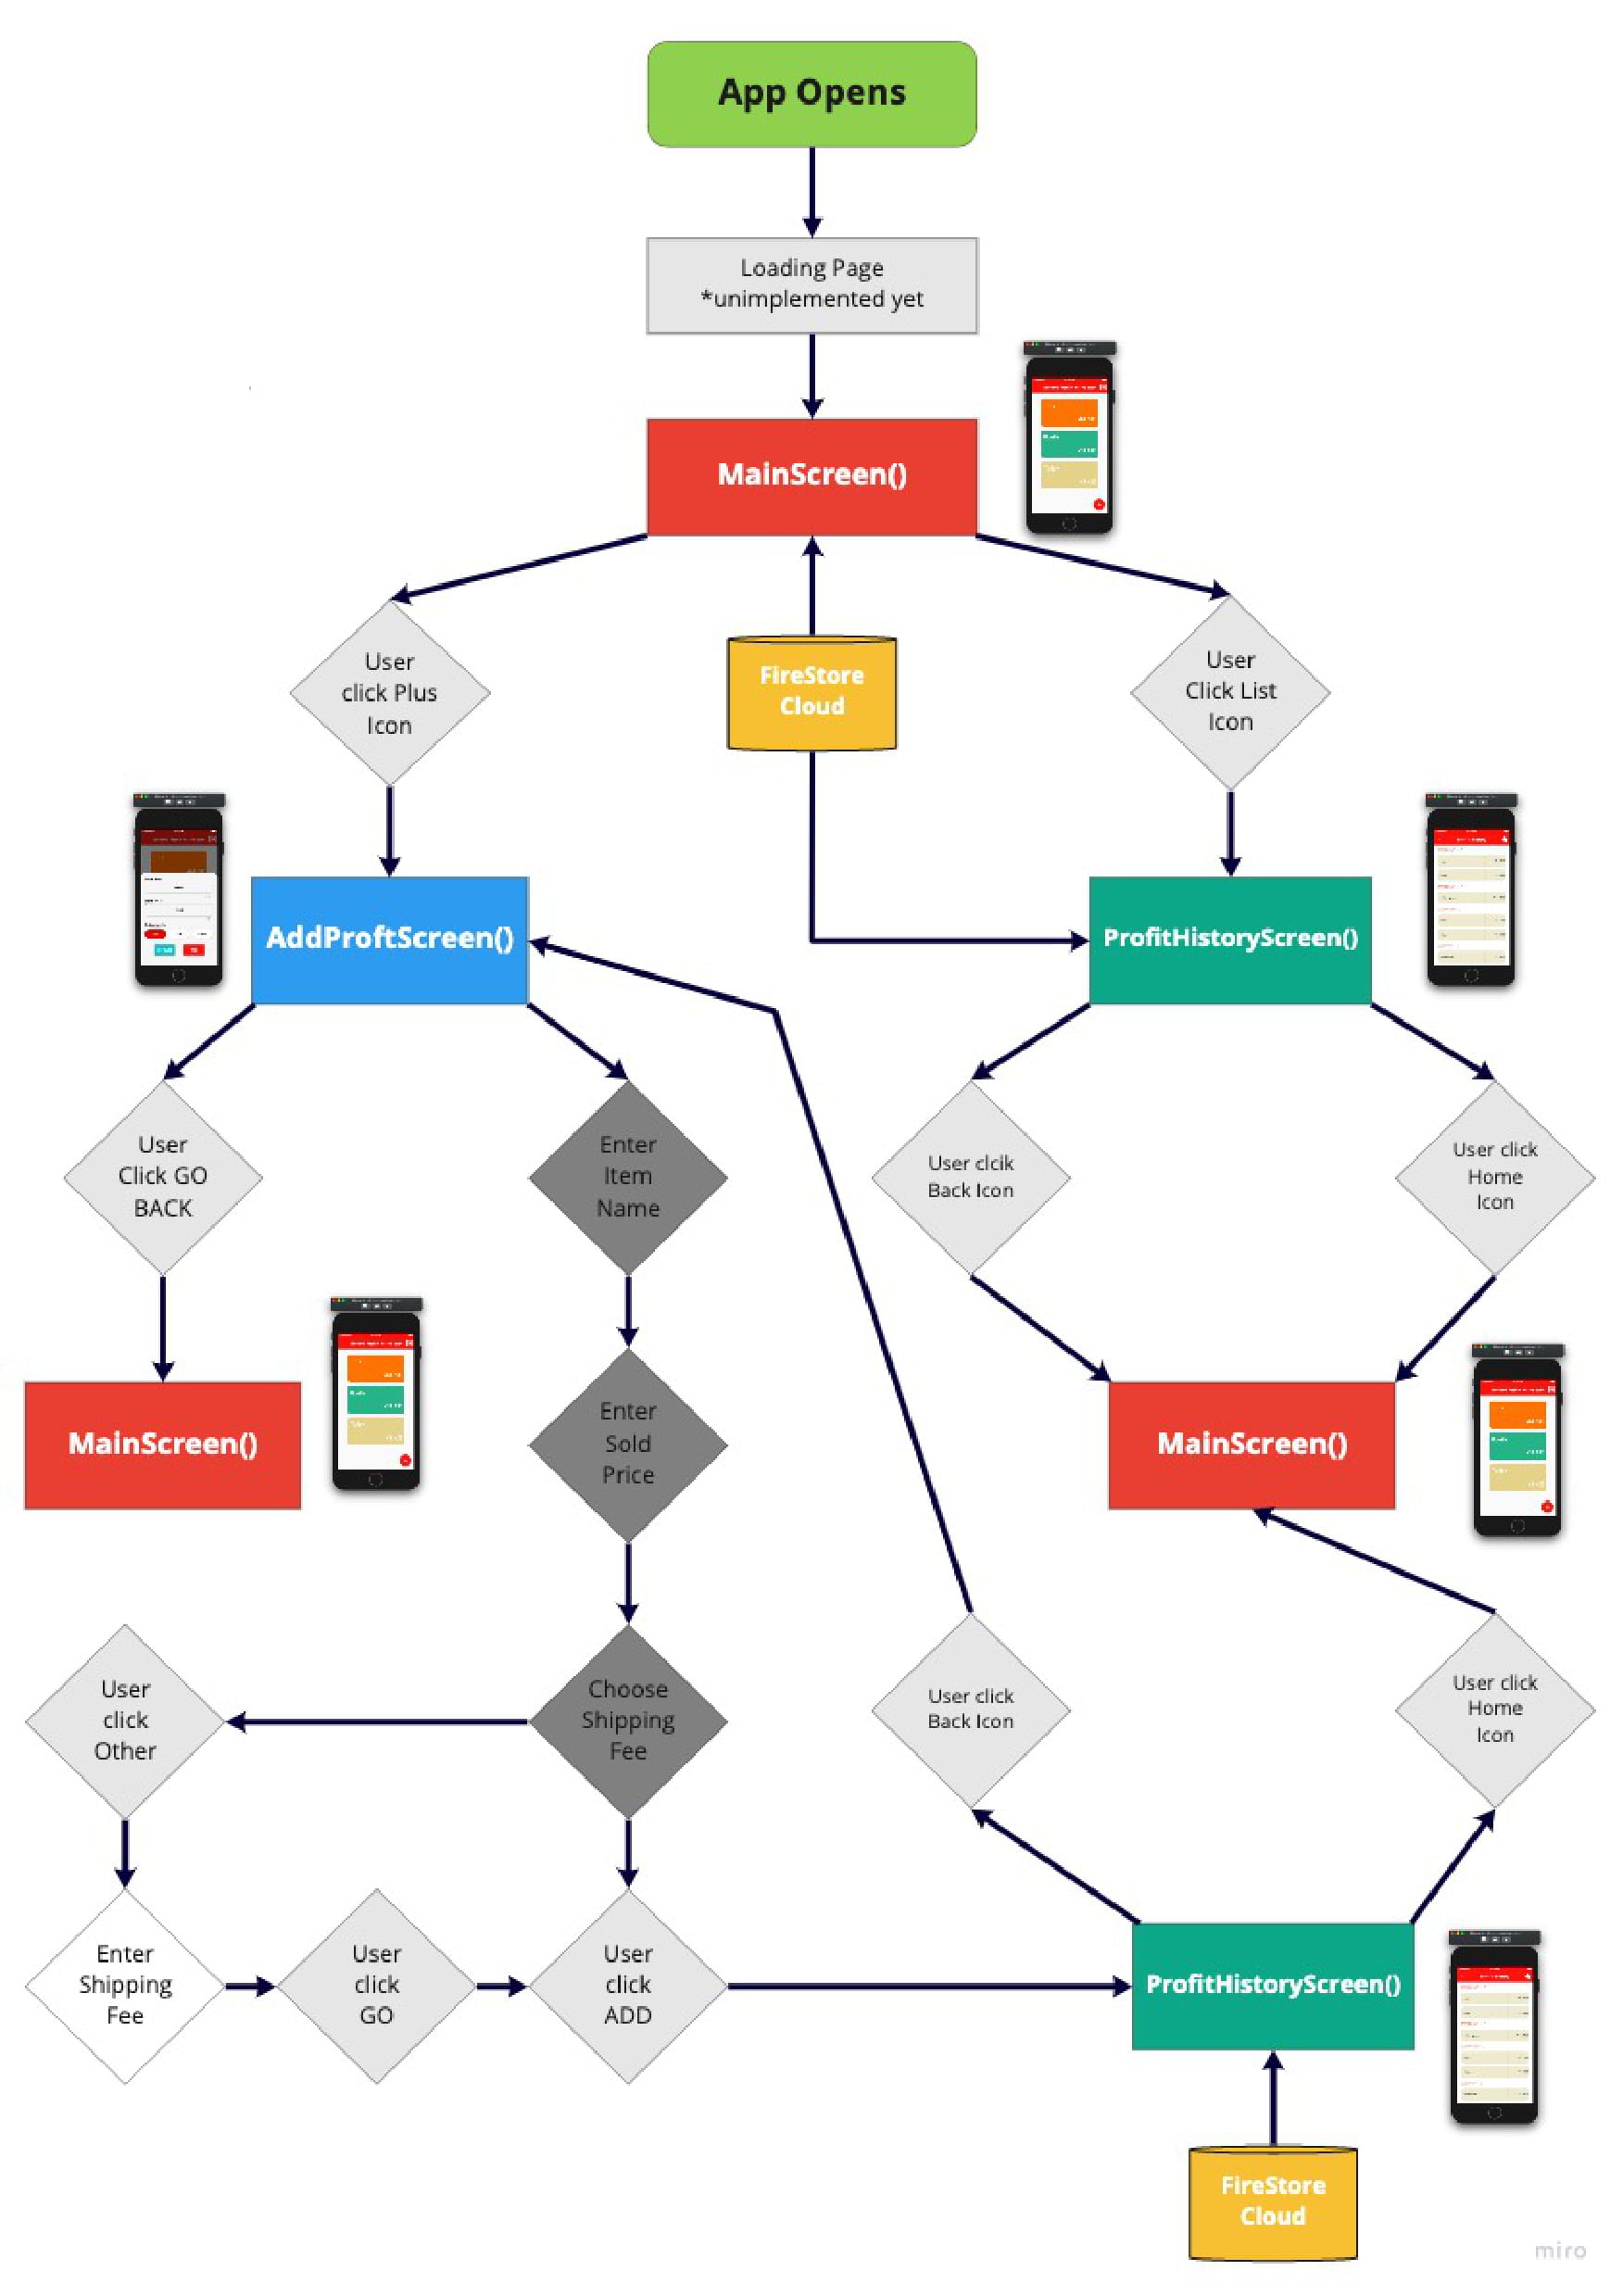 App Opens
Loading Page
*unimplemented yet
MainScreen()
User
click Plus
Icon
FireStore
Cloud
User
Click List
Icon
AddProftScreen()
ProfitHistoryScreen()
User
Click GO
BACK
Enter
Item
Name
User clcik
Back Icon
User click
Home
Icon
MainScreen()
Enter
Sold
Price
MainScreen()
User
click
Other
Choose
Shipping
Fee
User click
Back Icon
User click
Home
Icon
Enter
Shipping
Fee
User
click
GO
User
click
ADD
ProfitHistoryScreen()
FireStore
Cloud
miro